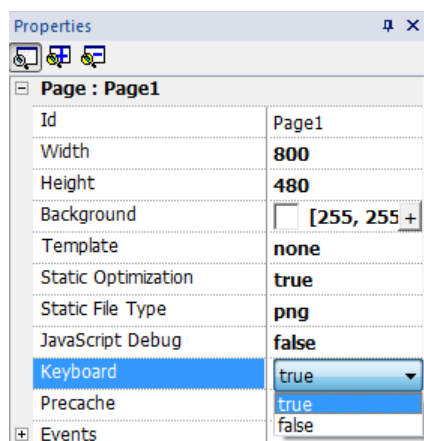 Properties
Page : Page1
Id Page1
Width 800
Height 480
Background [255, 255 +
Template none
Static Optimization true
Static File Type png
JavaScript Debug false
Keyboard true
Precache true
Events false